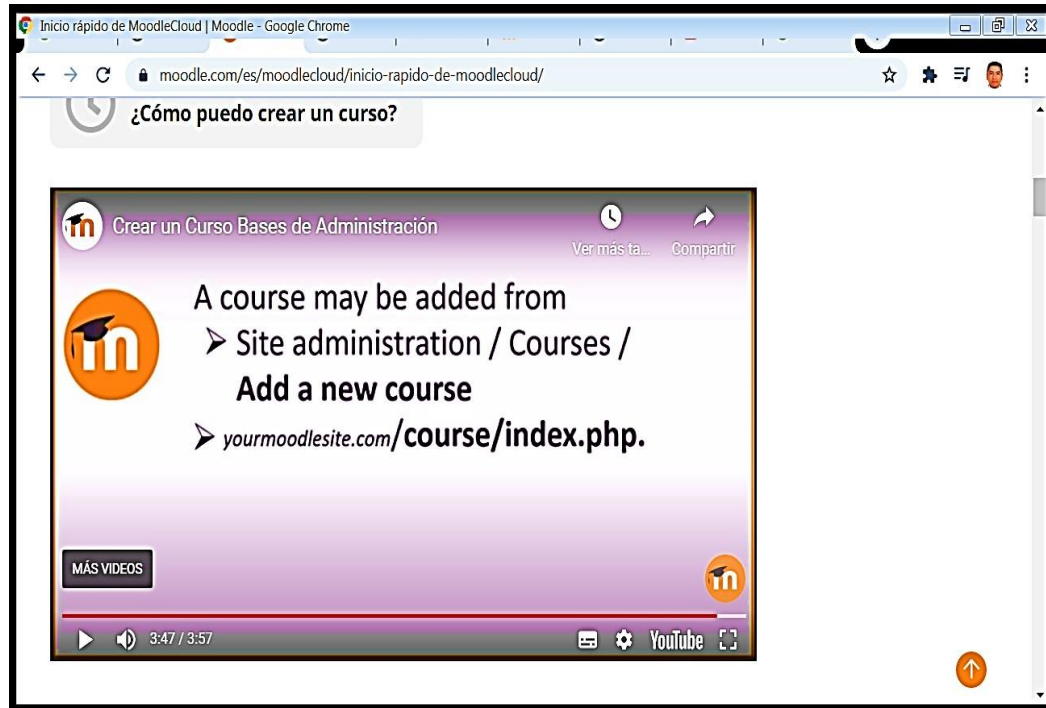 Inicio rápido de MoodleCloud | Moodle - Google Chrome
moodle.com/es/moodlecloud/inicio-rapido-de-moodlecloud/
¿Cómo puedo crear un curso?
m Crear un Curso Bases de Administración
Ver más ta... Compartir
A course may be added from
➢ Site administration / Courses /
Add a new course
➢ yourmoodlesite.com/course/index.php.
m
MÁS VIDEOS
m
3:47 / 3:57 YouTube